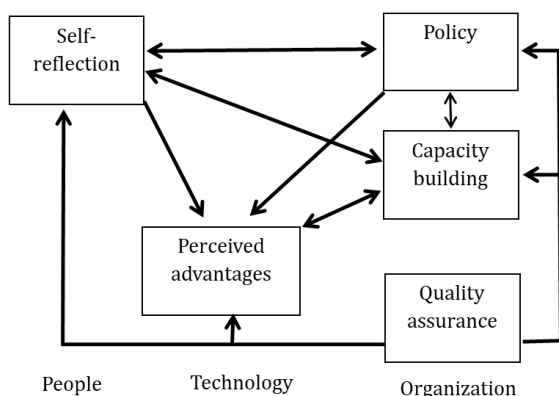 Self-
reflection
Policy
Capacity
building
Perceived
advantages
Quality
assurance
People
Technology
Organization